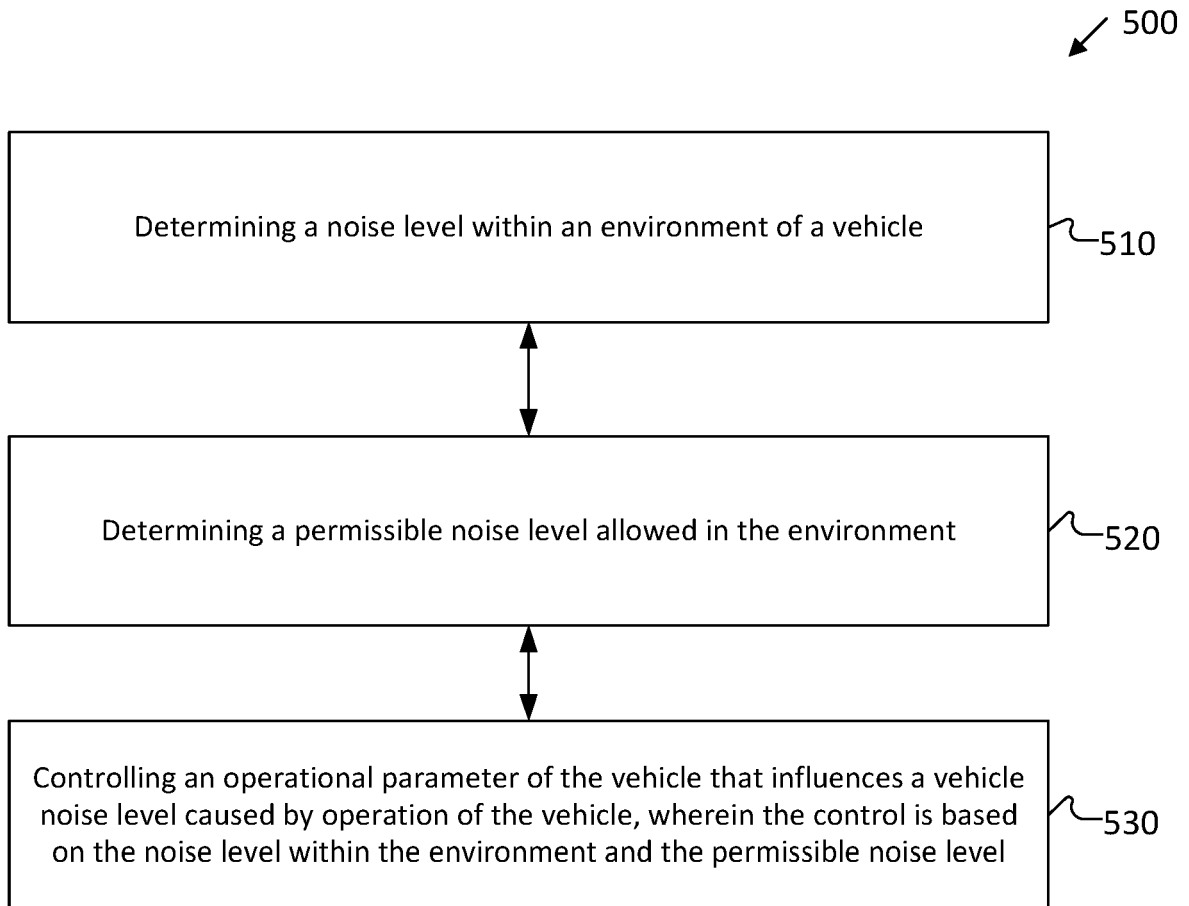 500
Determining a noise level within an environment of a vehicle
510
Determining a permissible noise level allowed in the environment
520
Controlling an operational parameter of the vehicle that influences a vehicle
noise level caused by operation of the vehicle, wherein the control is based
on the noise level within the environment and the permissible noise level
530